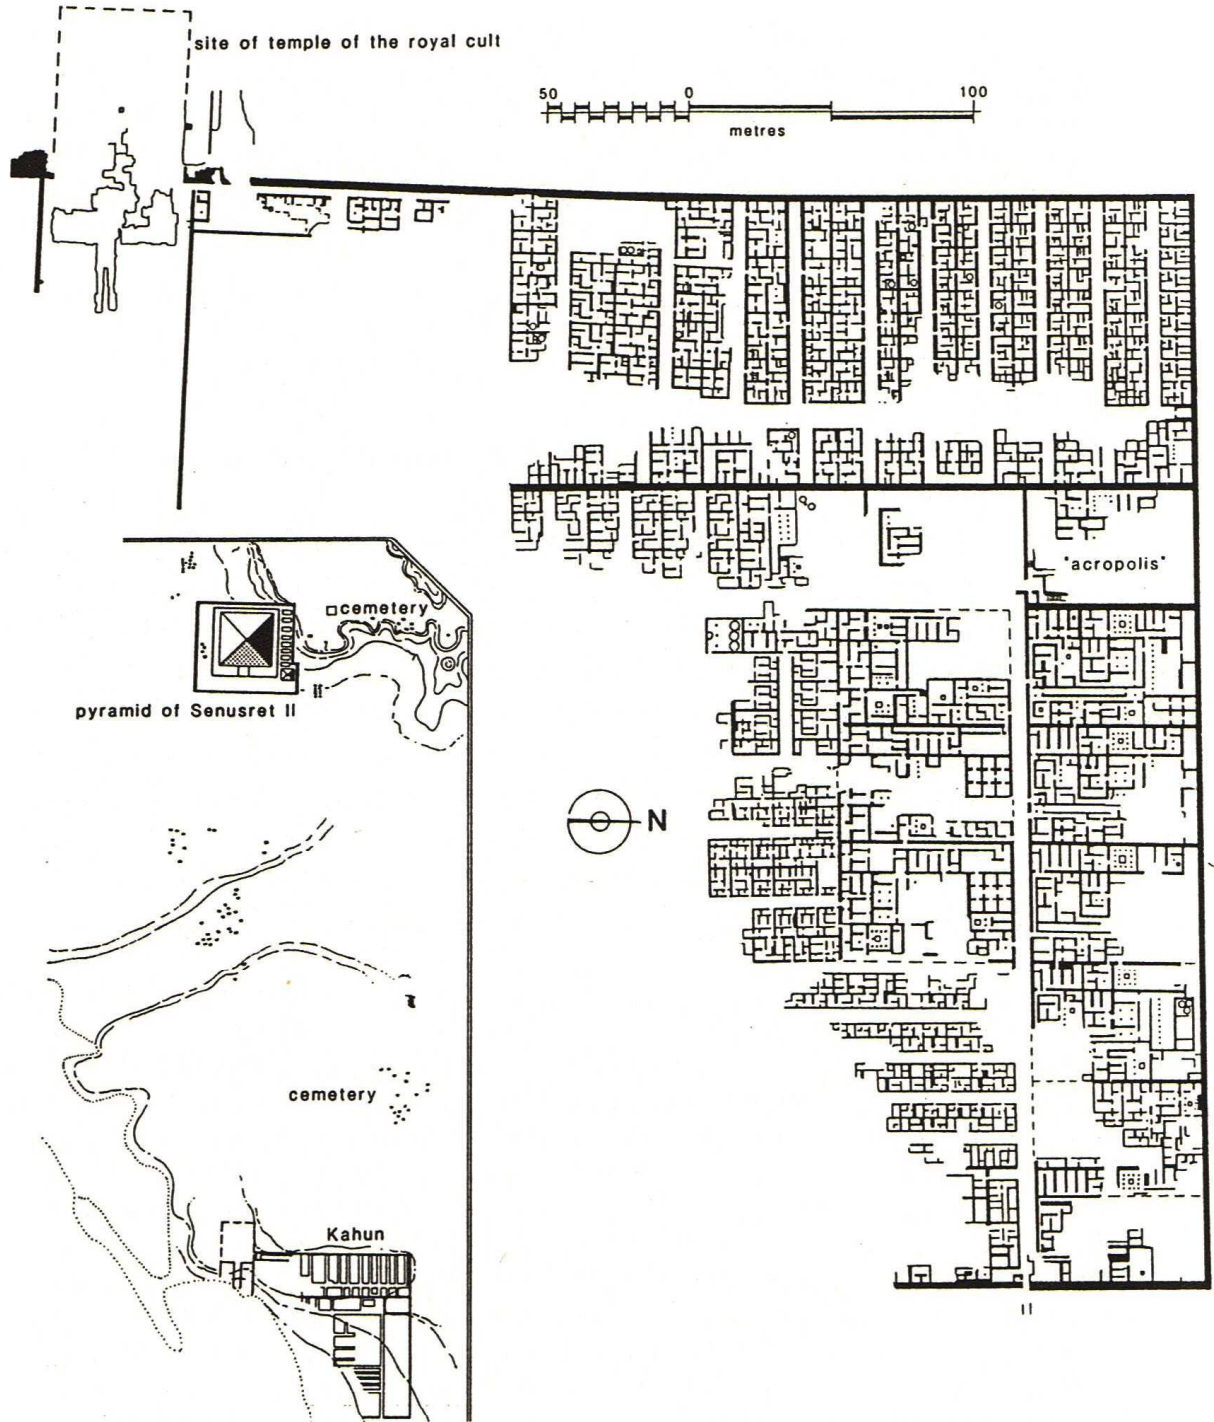 site of temple of the royal cult
50 0 100
metres
"acropolis"
cemetery
pyramid of Senusret II
N
cemetery
Kahun